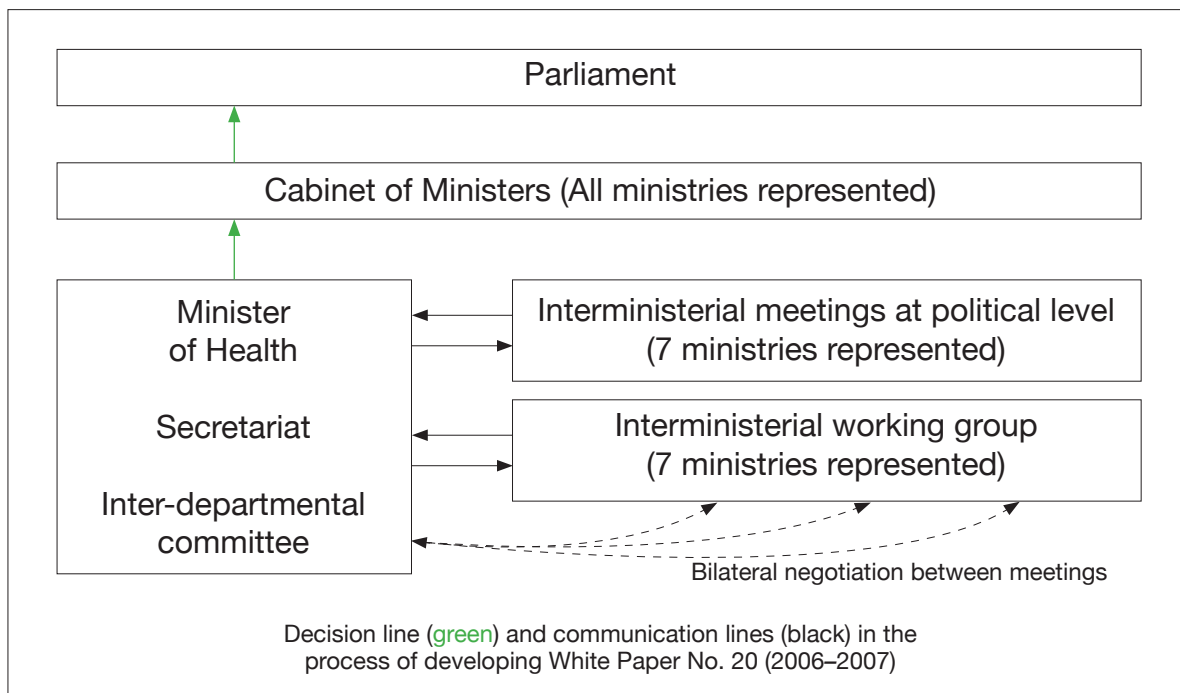 Parliament
Cabinet of Ministers (All ministries represented)
Minister
of Health
Secretariat
Inter-departmental
committee
Interministerial meetings at political level
(7 ministries represented)
Interministerial working group
(7 ministries represented)
Bilateral negotiation between meetings
Decision line (green) and communication lines (black) in the
process of developing White Paper No. 20 (2006–2007)